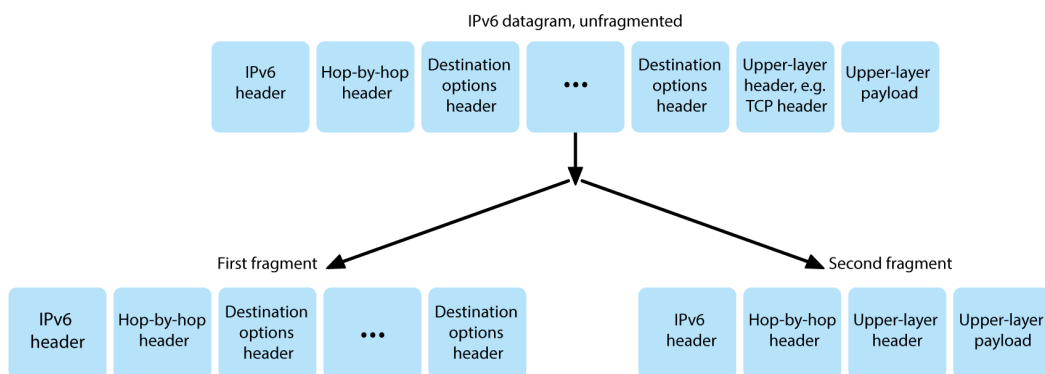 IPv6 datagram, unfragmented
IPv6
header
Hop-by-hop
header
Destination
options
header
...
Destination
options
header
Upper-layer
header, e.g.
TCP header
Upper-layer
payload
First fragment
Second fragment
IPv6
header
Hop-by-hop
header
Destination
options
header
...
Destination
options
header
IPv6
header
Hop-by-hop
header
Upper-layer
header
Upper-layer
payload